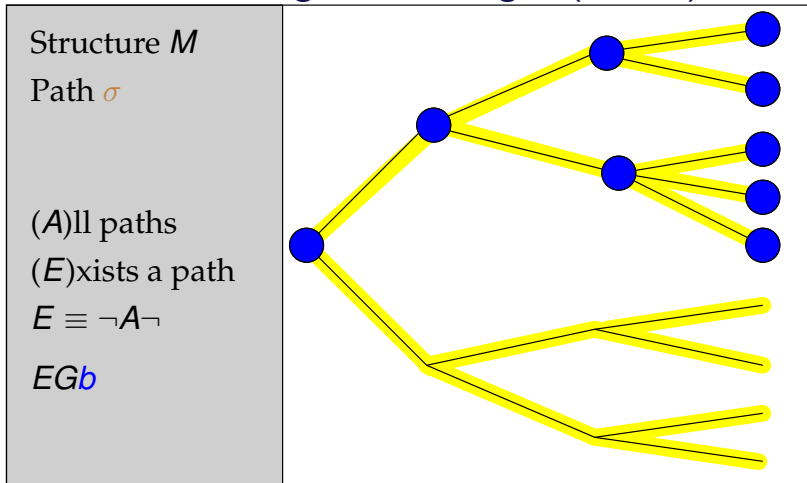 Structure M
Path σ
(A)ll paths
(E)xists a path
E ≡ ¬A¬
EGb